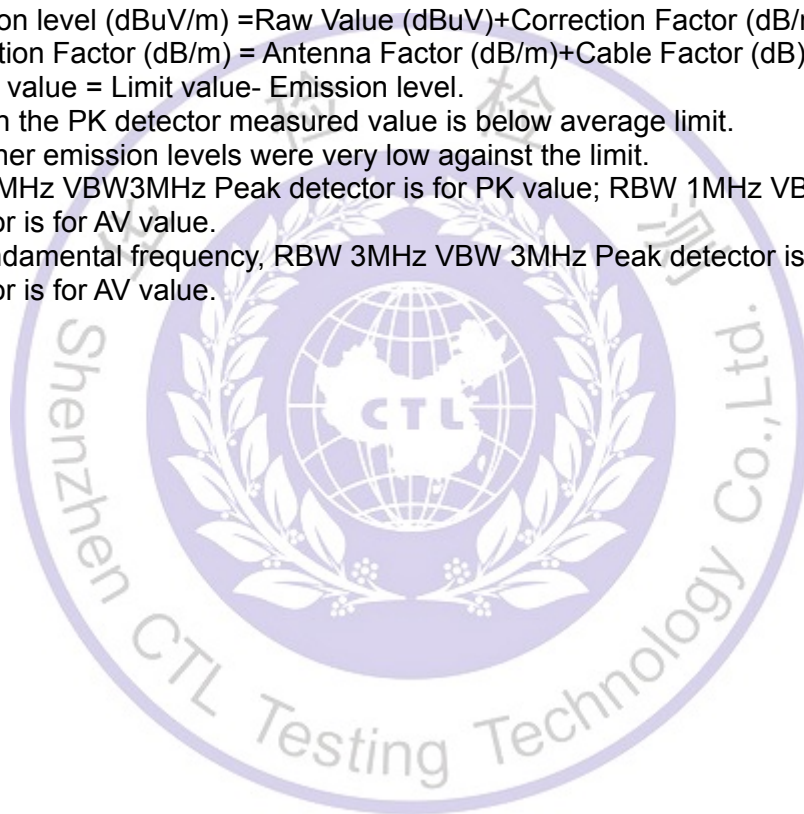 on level (dBuV/m) =Raw Value (dBuV)+Correction Factor (dB/
tion Factor (dB/m) = Antenna Factor (dB/m)+Cable Factor (dB)
value = Limit value- Emission level.
n the PK detector measured value is below average limit.
her emission levels were very low against the limit.
MHz VBW3MHz Peak detector is for PK value; RBW 1MHz VB
or is for AV value.
ndamental frequency, RBW 3MHz VBW 3MHz Peak detector is
or is for AV value.
检 检 测
Shenzhen CTL Testing Technology Co., Ltd.
CTL